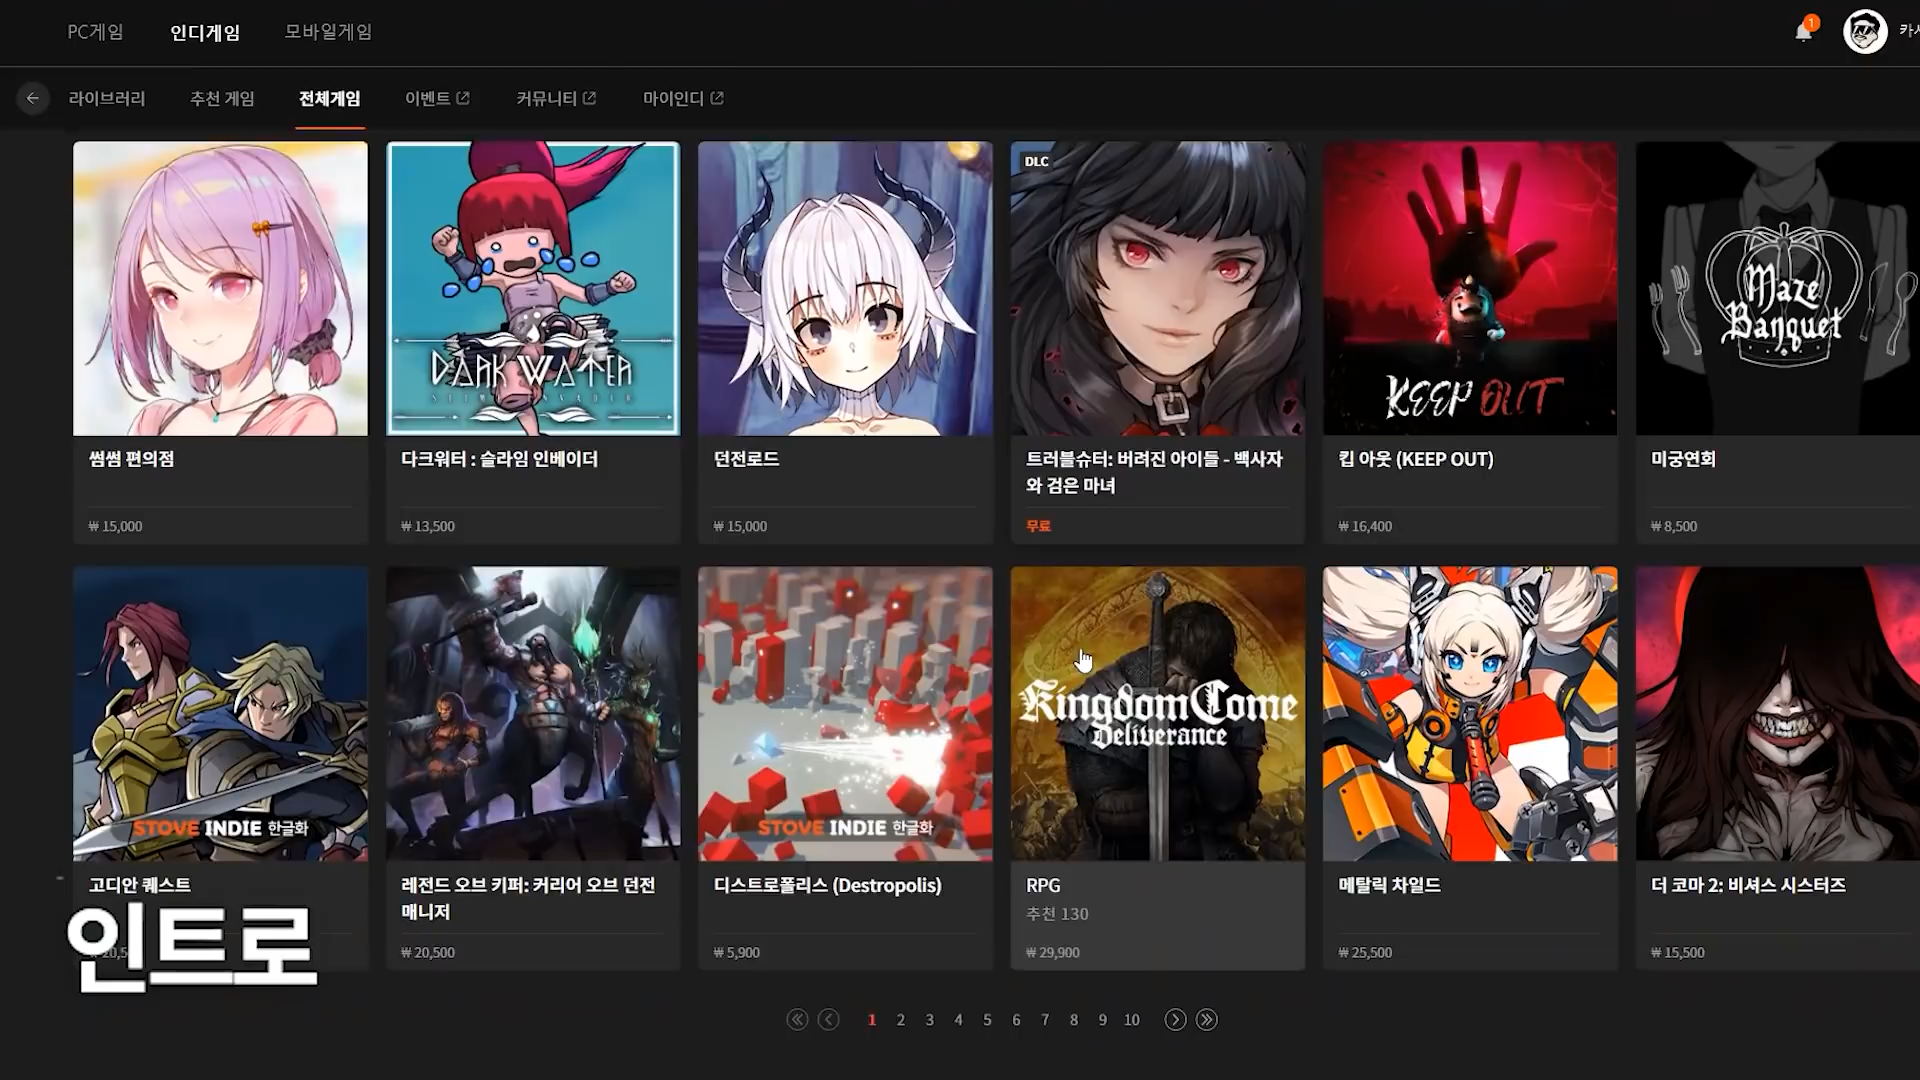 PC게임
인디게임
모바일게임
1
라이브러리
추천 게임
전체게임
이벤트
커뮤니티
마이인디
DARK WATER
DLC
KEEP OUT
Maze
Banquet
썸썸 편의점
다크워터 : 슬라임 인베이더
던전로드
트러블슈터: 버려진 아이들 - 백사자
와 검은 마녀
킵 아웃 (KEEP OUT)
미궁연회
₩ 15,000
₩ 13,500
₩ 15,000
무료
₩ 16,400
₩ 8,500
STOVE INDIE 한글화
STOVE INDIE 한글화
Kingdom Come
Deliverance
고디안 퀘스트
레전드 오브 키퍼: 커리어 오브 던전
매니저
디스트로폴리스 (Destropolis)
RPG
추천 130
메탈릭 차일드
더 코마 2: 비셔스 시스터즈
인트로
₩ 20,500
₩ 5,900
₩ 29,900
₩ 25,500
₩ 15,500
1 2 3 4 5 6 7 8 9 10